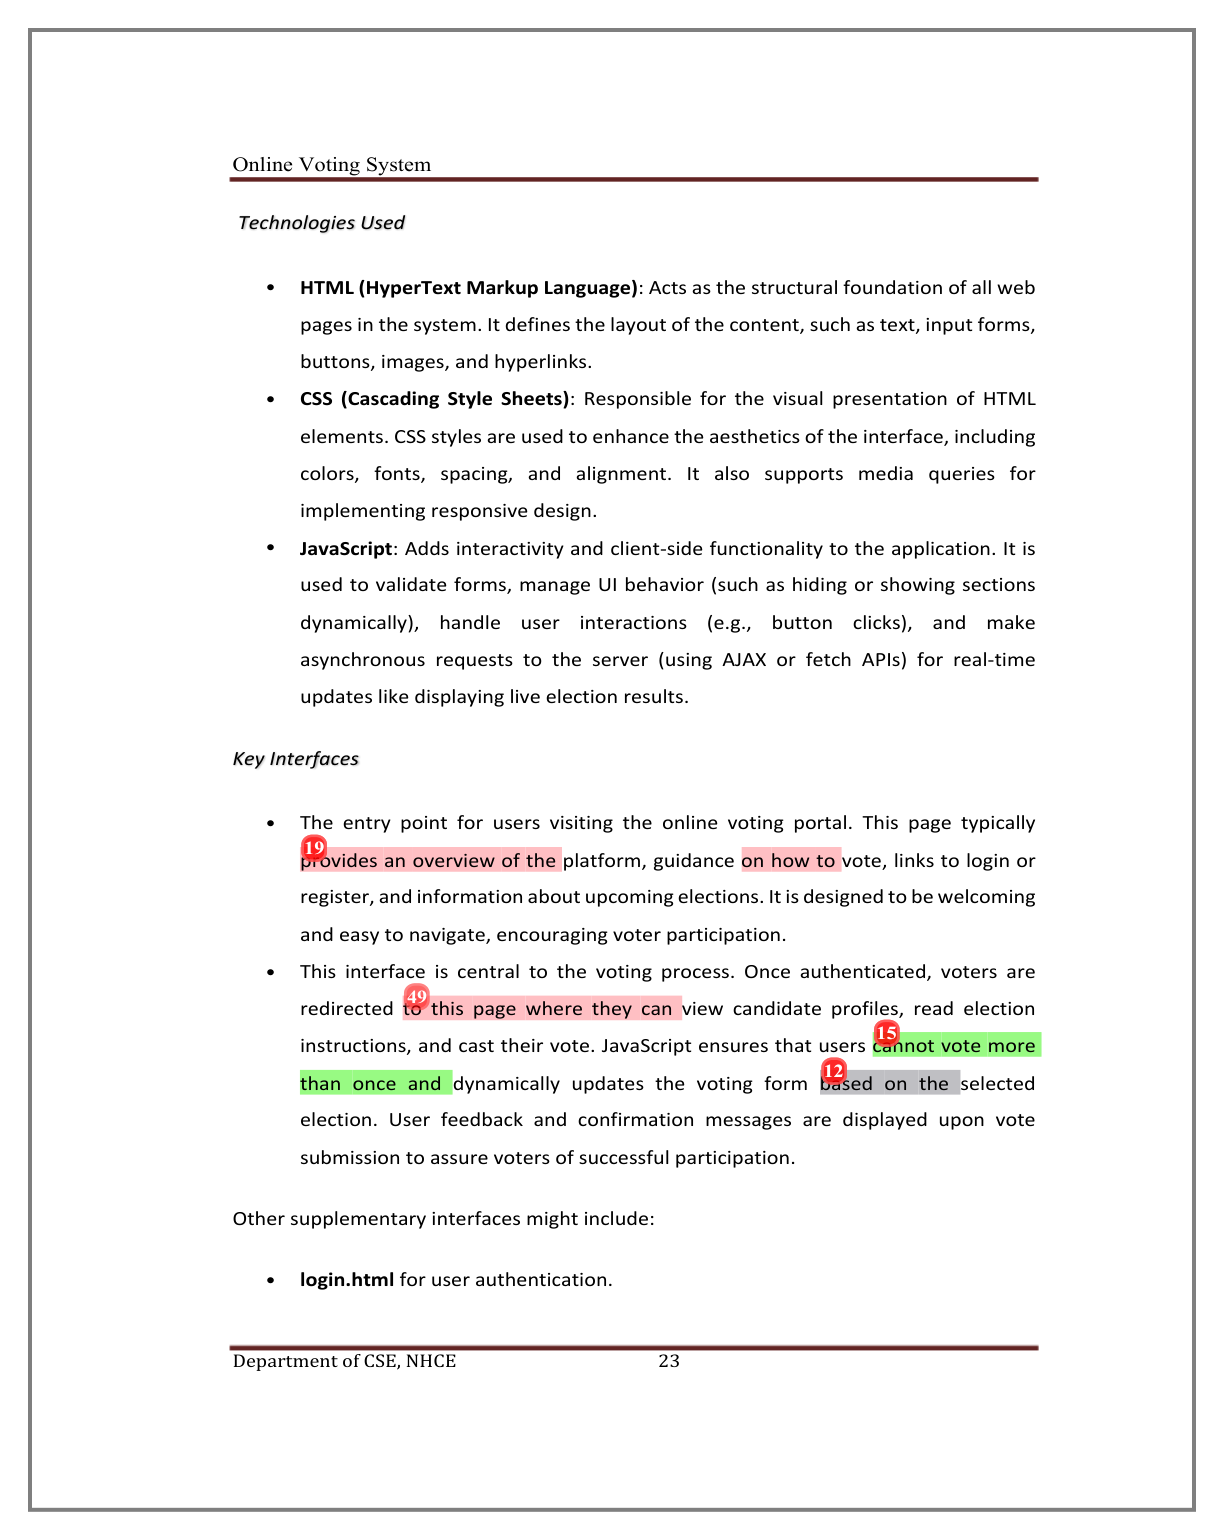 Online Voting System
Technologies Used
• HTML (HyperText Markup Language): Acts as the structural foundation of all web
pages in the system. It defines the layout of the content, such as text, input forms,
buttons, images, and hyperlinks.
• CSS (Cascading Style Sheets): Responsible for the visual presentation of HTML
elements. CSS styles are used to enhance the aesthetics of the interface, including
colors, fonts, spacing, and alignment. It also supports media queries for
implementing responsive design.
• JavaScript: Adds interactivity and client-side functionality to the application. It is
used to validate forms, manage UI behavior (such as hiding or showing sections
dynamically), handle user interactions (e.g., button clicks), and make
asynchronous requests to the server (using AJAX or fetch APIs) for real-time
updates like displaying live election results.
Key Interfaces
• The entry point for users visiting the online voting portal. This page typically
19
provides an overview of the platform, guidance on how to vote, links to login or
register, and information about upcoming elections. It is designed to be welcoming
and easy to navigate, encouraging voter participation.
• This interface is central to the voting process. Once authenticated, voters are
49
redirected to this page where they can view candidate profiles, read election
15
instructions, and cast their vote. JavaScript ensures that users cannot vote more
12
than once and dynamically updates the voting form based on the selected
election. User feedback and confirmation messages are displayed upon vote
submission to assure voters of successful participation.
Other supplementary interfaces might include:
• login.html for user authentication.
Department of CSE, NHCE 23